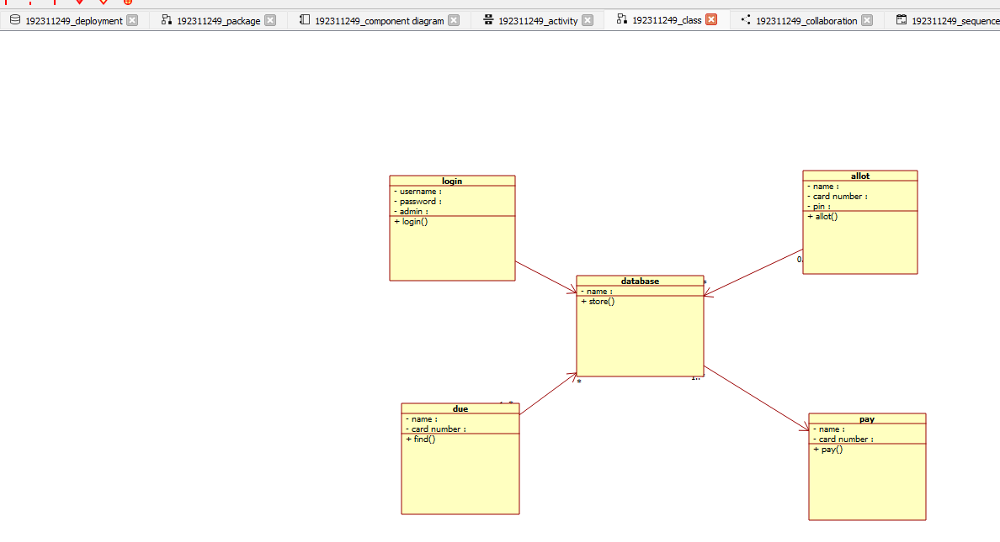 192311249_deployment
192311249_package
192311249_component diagram
192311249_activity
192311249_class
192311249_collaboration
192311249_sequence
login
- username :
- password :
- admin :
+ login()
allot
- name :
- card number :
- pin :
+ allot()
0.
*
database
- name :
+ store()
*
due
- name :
- card number :
+ find()
pay
- name :
- card number :
+ pay()